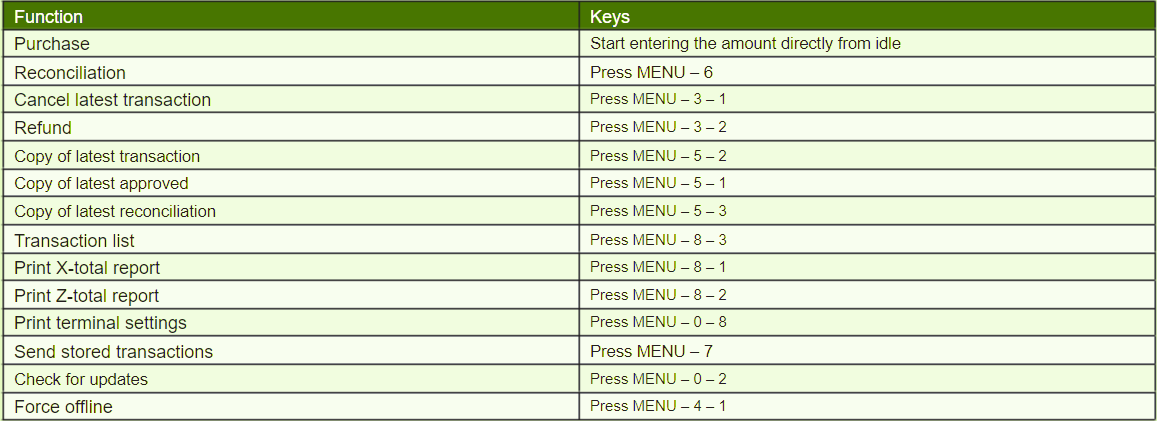 Function Keys
Purchase Start entering the amount directly from idle
Reconciliation Press MENU – 6
Cancel latest transaction Press MENU – 3 – 1
Refund Press MENU – 3 – 2
Copy of latest transaction Press MENU – 5 – 2
Copy of latest approved Press MENU – 5 – 1
Copy of latest reconciliation Press MENU – 5 – 3
Transaction list Press MENU – 8 – 3
Print X-total report Press MENU – 8 – 1
Print Z-total report Press MENU – 8 – 2
Print terminal settings Press MENU – 0 – 8
Send stored transactions Press MENU – 7
Check for updates Press MENU – 0 – 2
Force offline Press MENU – 4 – 1